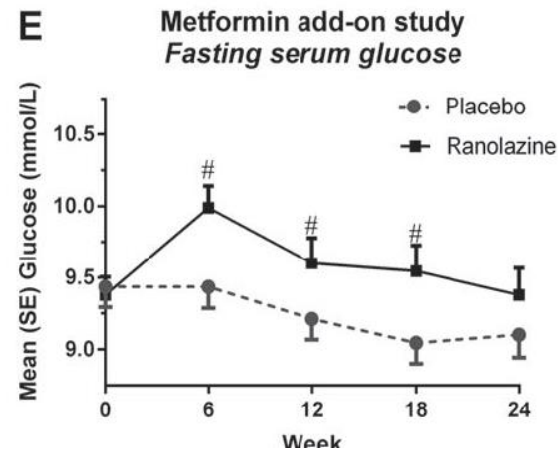 E
Metformin add-on study
Fasting serum glucose
Placebo
Ranolazine
Mean (SE) Glucose (mmol/L)
10.5
10.0
9.5
9.0
#
#
#
0
6
12
18
24
Week